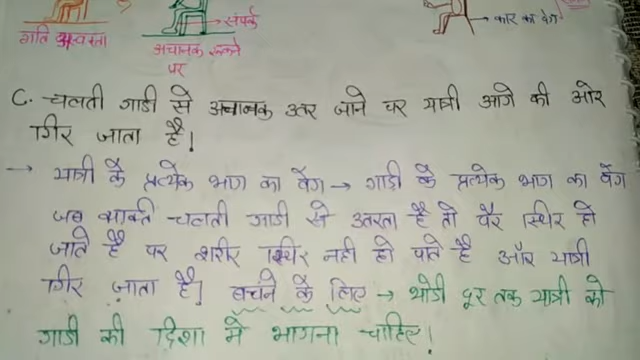 गति अवस्था
संपर्क
अचानक रूकने
पर
कार का वेग
C. चलती गाडी से अचानक उतर जाने पर यात्री आगे की ओर
गिर जाता है!
→ यात्री के प्रत्येक भाग का वेग → गाडी के प्रत्येक भाग का वेग
जब व्यक्ति चलती गाडी से उतरता है तो पैर स्थिर हो
जाते है पर शरीर स्थिर नही हो पाते है और यात्री
गिर जाता है| बचने के लिए → थोडी दूर तक यात्री को
गाडी की दिशा मे भागना चाहिए!